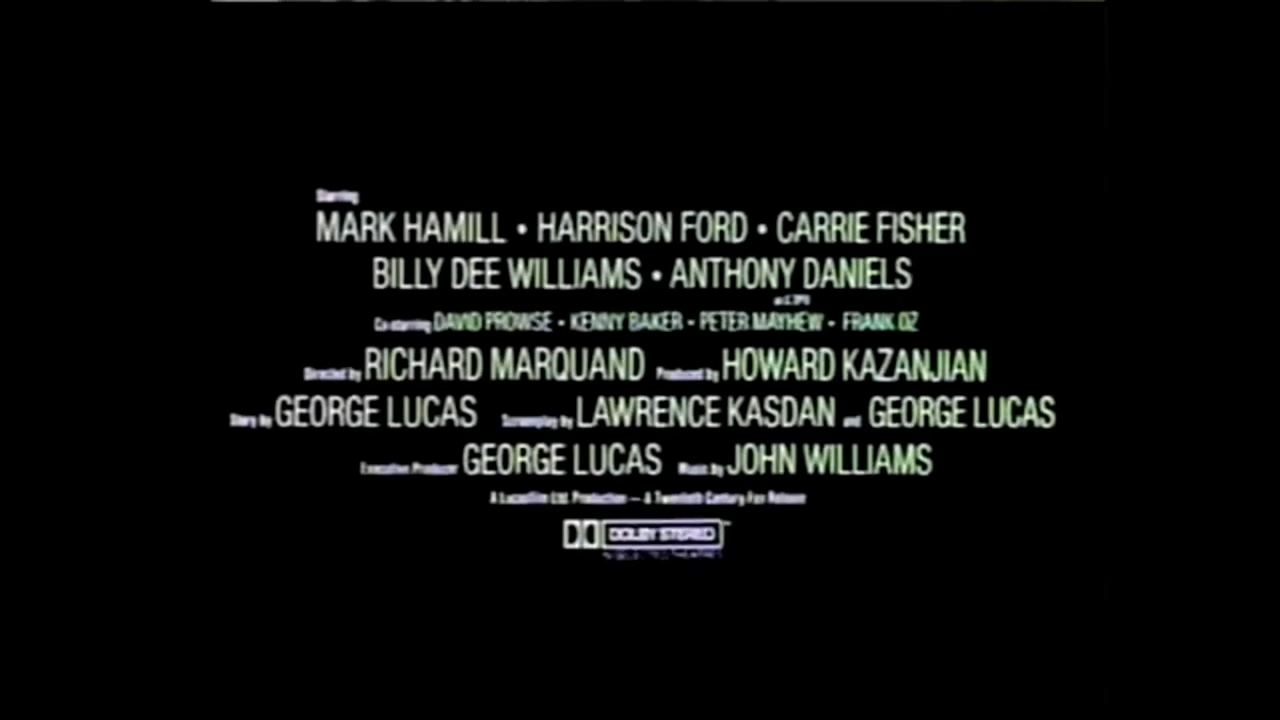 Starring
MARK HAMILL • HARRISON FORD • CARRIE FISHER
BILLY DEE WILLIAMS • ANTHONY DANIELS
as C3PO
Co-starring DAVID PROWSE • KENNY BAKER • PETER MAYHEW • FRANK OZ
Directed by RICHARD MARQUAND Produced by HOWARD KAZANJIAN
Story by GEORGE LUCAS Screenplay by LAWRENCE KASDAN and GEORGE LUCAS
Executive Producer GEORGE LUCAS Music by JOHN WILLIAMS
A Lucasfilm Ltd. Production — A Twentieth Century Fox Release
DOLBY STEREO